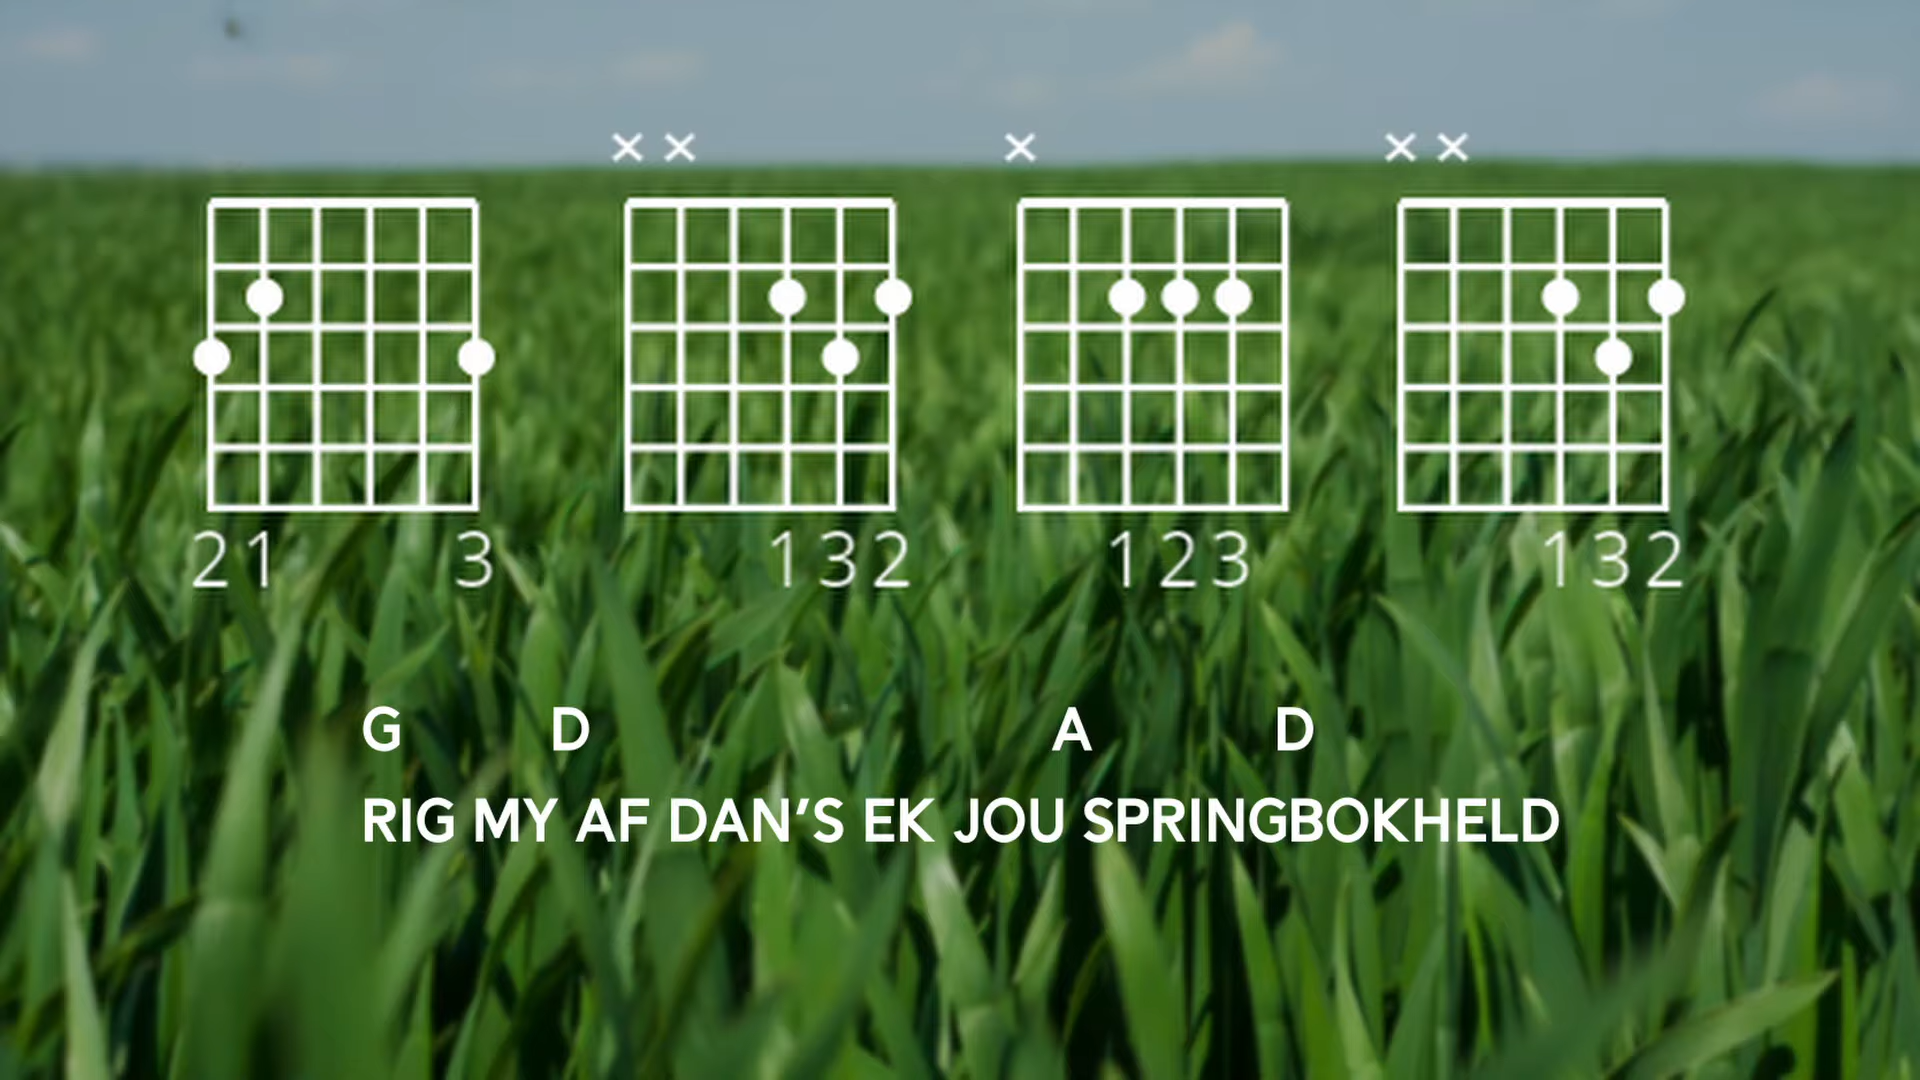 × × × × ×
21 3 132 123 132
G D A D
RIG MY AF DAN'S EK JOU SPRINGBOKHELD